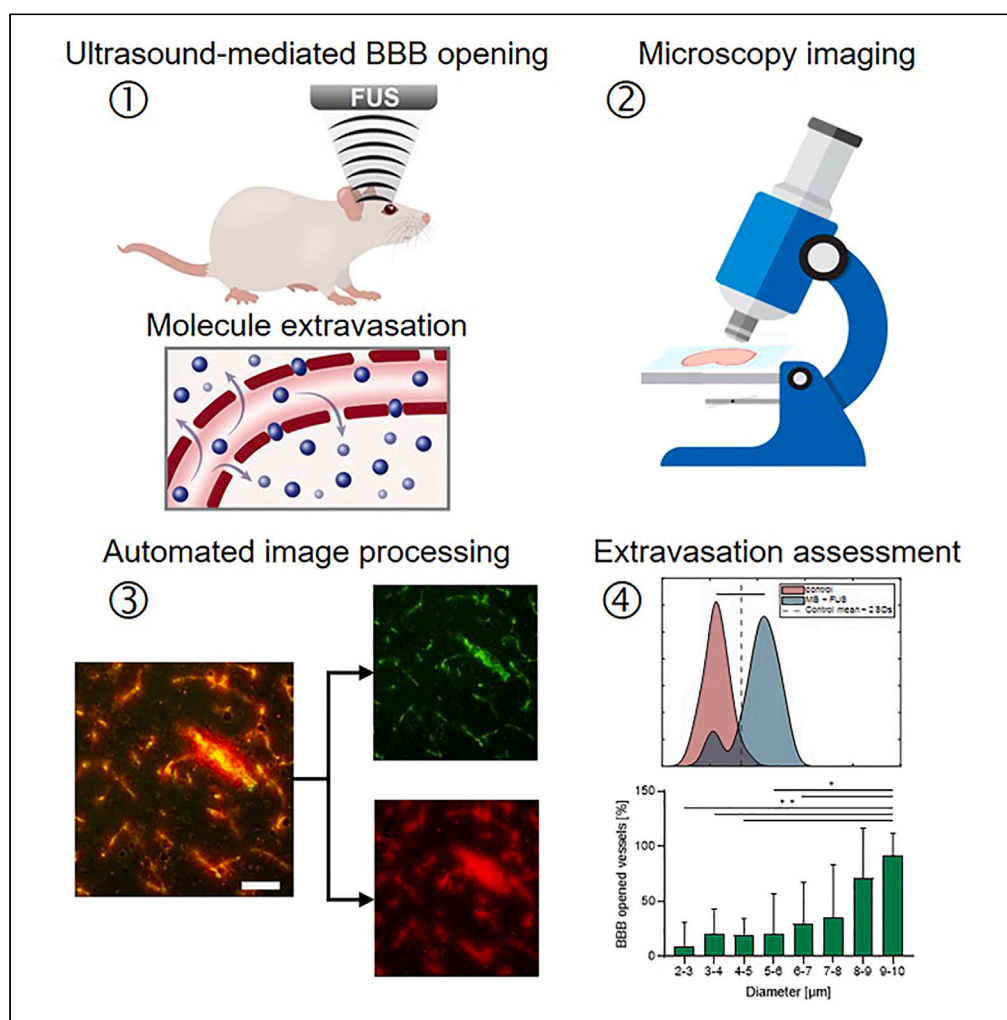 Ultrasound-mediated BBB opening
①
FUS
Molecule extravasation
Microscopy imaging
②
Automated image processing
③
Extravasation assessment
④
control
MB + FUS
Control mean + 2 SDs
* 
**
BBB opened vessels [%]
150
100
50
0
2-3 3-4 4-5 5-6 6-7 7-8 8-9 9-10
Diameter [µm]